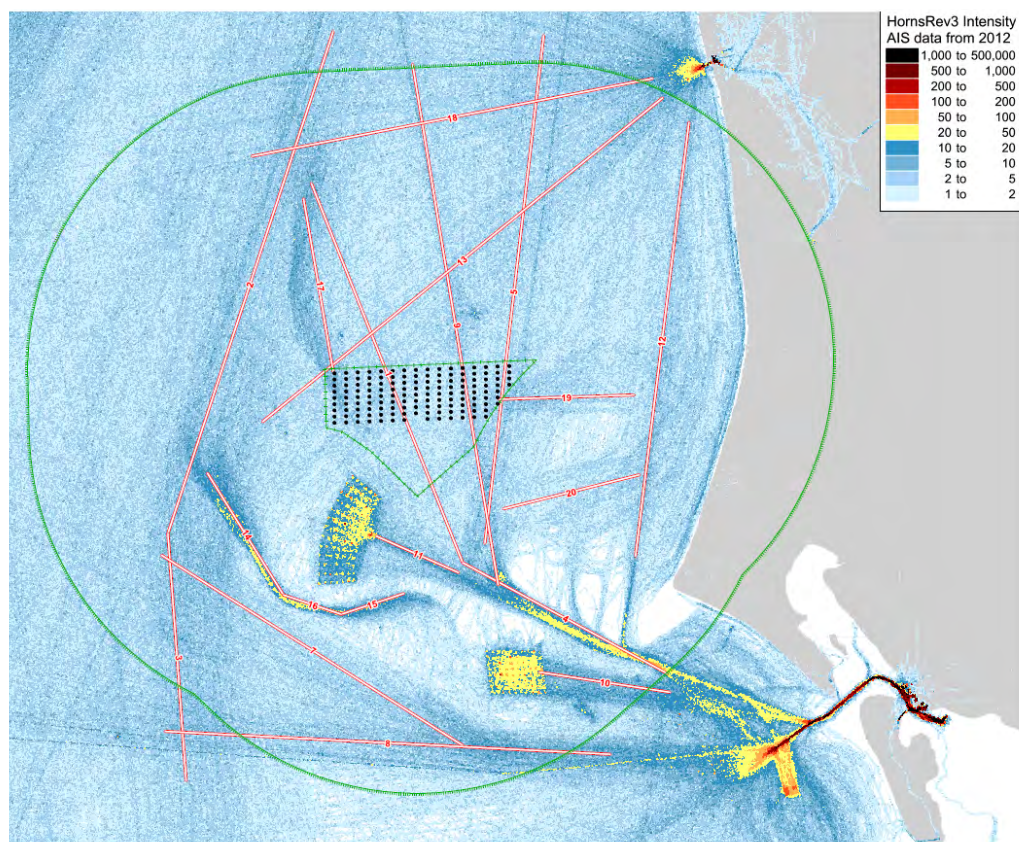 HornsRev3 Intensity
AIS data from 2012
1,000 to 500,000
500 to 1,000
200 to 500
100 to 200
50 to 100
20 to 50
10 to 20
5 to 10
2 to 5
1 to 2
18
2
13
17
5
6
12
1
19
20
14
11
16
15
4
7
3
10
8